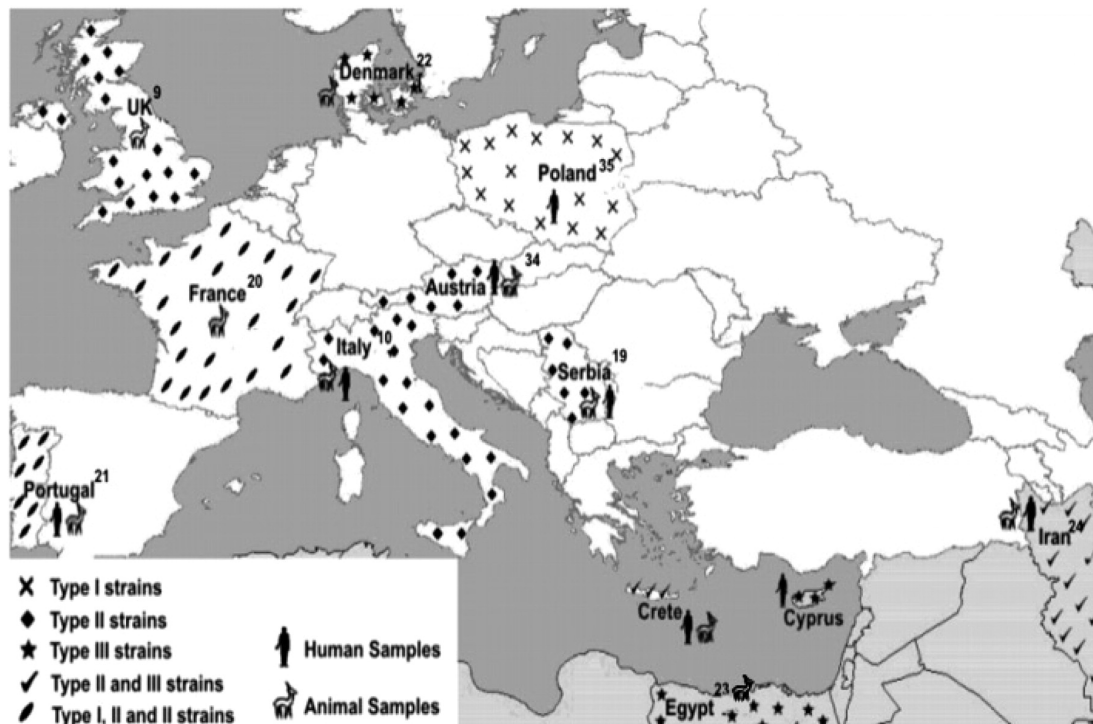 Denmark 22
UK 9
Poland 35
Austria 34
France 20
Italy 10
Serbia 19
Portugal 21
Iran 24
Crete
Cyprus
Egypt 23
Type I strains
Type II strains
Type III strains
Type II and III strains
Type I, II and II strains
Human Samples
Animal Samples